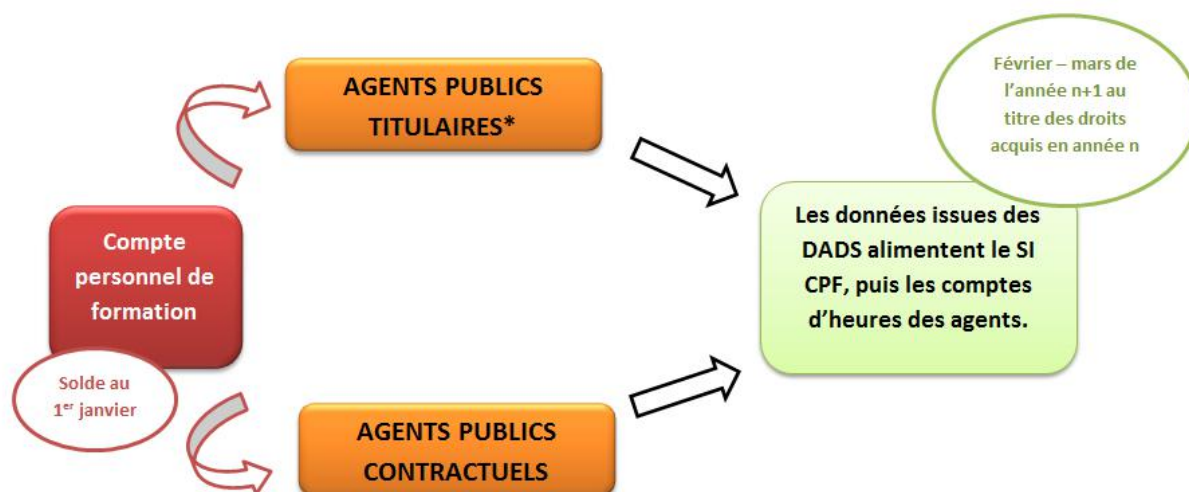 AGENTS PUBLICS
TITULAIRES*
Février – mars de
l'année n+1 au
titre des droits
acquis en année n
Compte
personnel de
formation
Solde au
1er janvier
Les données issues des
DADS alimentent le SI
CPF, puis les comptes
d'heures des agents.
AGENTS PUBLICS
CONTRACTUELS